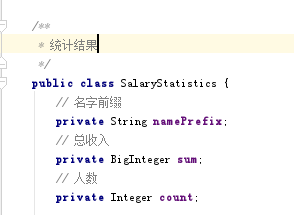 /**
* 统计结果
*/
public class SalaryStatistics {
// 名字前缀
private String namePrefix;
// 总收入
private BigInteger sum;
// 人数
private Integer count;